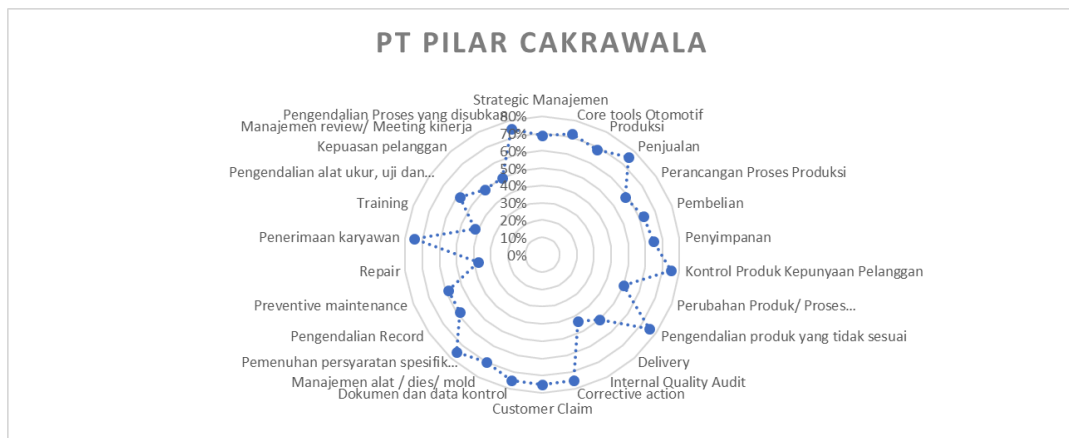 PT PILAR CAKRAWALA
Strategic Manajemen
Core tools Otomotif
Produksi
Penjualan
Perancangan Proses Produksi
Pembelian
Penyimpanan
Kontrol Produk Kepunyaan Pelanggan
Perubahan Produk/ Proses…
Pengendalian produk yang tidak sesuai
Delivery
Internal Quality Audit
Corrective action
Customer Claim
Dokumen dan data kontrol
Manajemen alat / dies/ mold
Pemenuhan persyaratan spesifik…
Pengendalian Record
Preventive maintenance
Repair
Penerimaan karyawan
Training
Pengendalian alat ukur, uji dan…
Kepuasan pelanggan
Manajemen review/ Meeting kinerja
Pengendalian Proses yang disubkan
80%
70%
60%
50%
40%
30%
20%
10%
0%